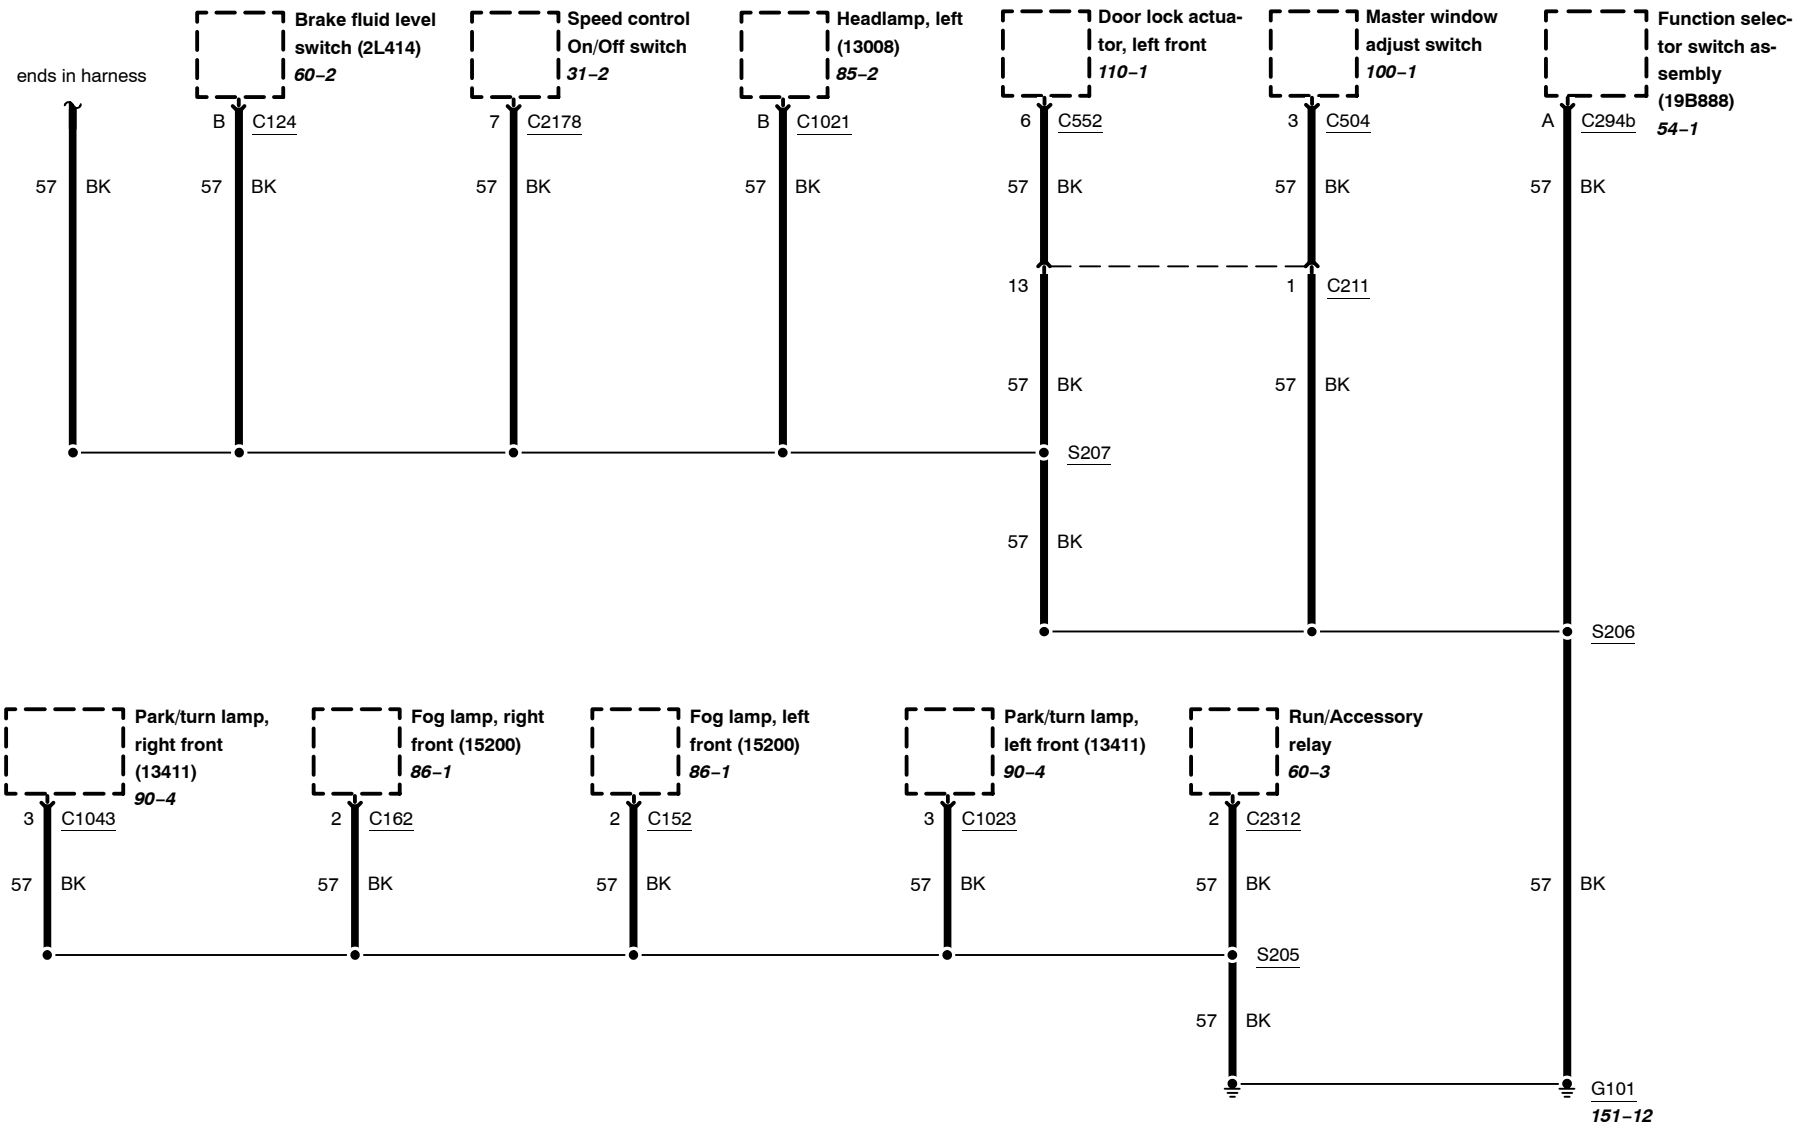 ends in harness
Brake fluid level
switch (2L414)
60–2
Speed control
On/Off switch
31–2
Headlamp, left
(13008)
85–2
Door lock actua-
tor, left front
110–1
Master window
adjust switch
100–1
Function selec-
tor switch as-
sembly
(19B888)
54–1
B C124
7 C2178
B C1021
6 C552
3 C504
A C294b
57 BK
57 BK
57 BK
57 BK
57 BK
57 BK
57 BK
13
1 C211
57 BK
57 BK
S207
57 BK
S206
Park/turn lamp,
right front
(13411)
90–4
Fog lamp, right
front (15200)
86–1
Fog lamp, left
front (15200)
86–1
Park/turn lamp,
left front (13411)
90–4
Run/Accessory
relay
60–3
3 C1043
2 C162
2 C152
3 C1023
2 C2312
57 BK
57 BK
57 BK
57 BK
57 BK
57 BK
S205
57 BK
G101
151–12